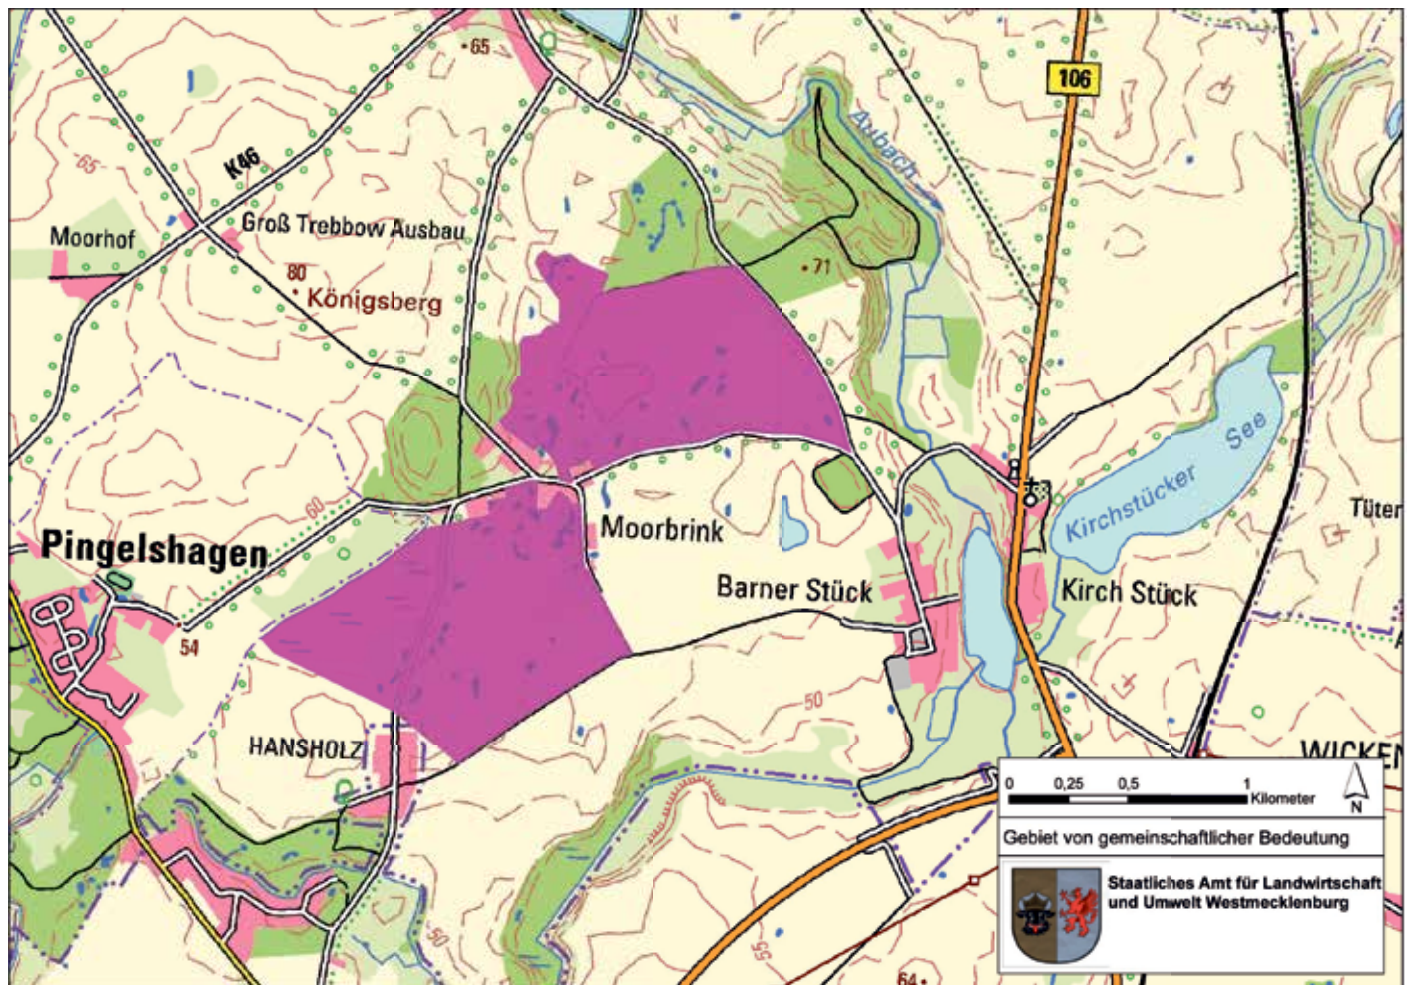 65
106
Aubach
K46
65
Moorhof
Groß Trebbow Ausbau
80
Königsberg
71
See
Kirchstücker
60
Tüter
Pingelshagen
Moorbrink
Barner Stück
Kirch Stück
54
50
HANSHOLZ
WICKEN
50
55
64
0 0,25 0,5 1
Kilometer
N
Gebiet von gemeinschaftlicher Bedeutung
Staatliches Amt für Landwirtschaft
und Umwelt Westmecklenburg